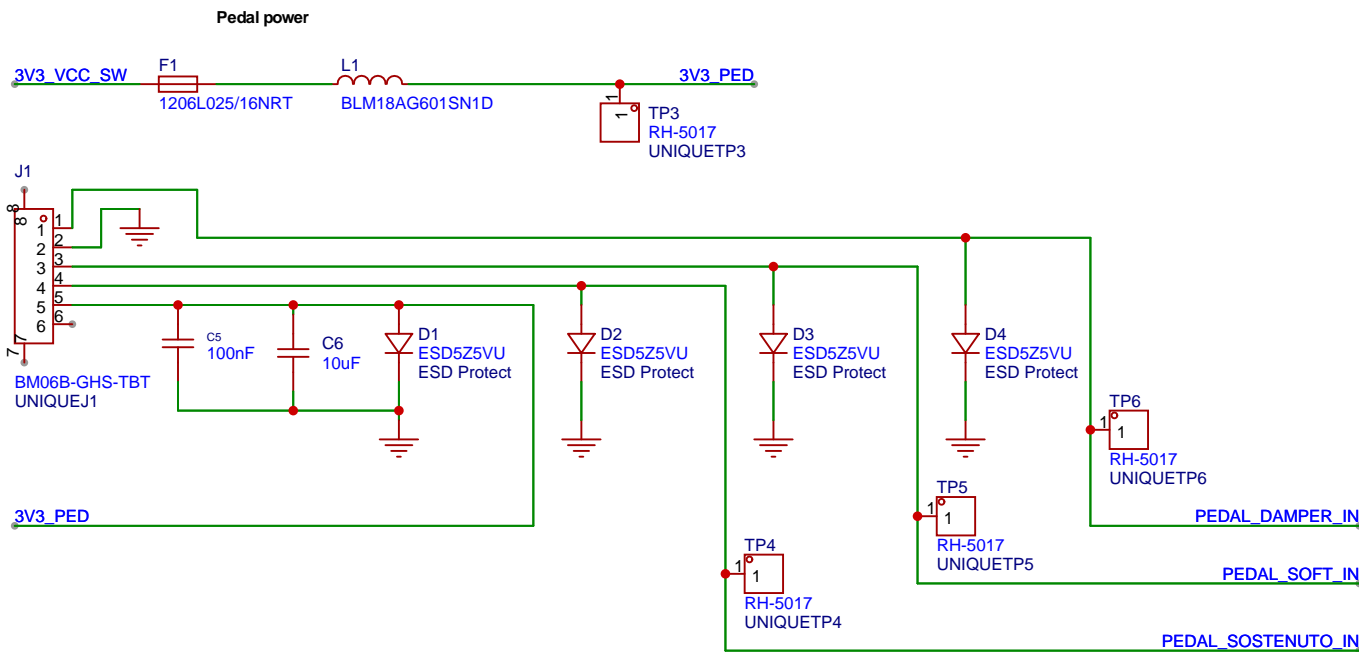 Pedal power
3V3_VCC_SW
F1
1206L025/16NRT
L1
BLM18AG601SN1D
3V3_PED
1
1
TP3
RH-5017
UNIQUETP3
J1
8
8
1 1
2 2
3 3
4 4
5 5
6 6
7
7
BM06B-GHS-TBT
UNIQUEJ1
C5
100nF
C6
10uF
D1
ESD5Z5VU
ESD Protect
D2
ESD5Z5VU
ESD Protect
D3
ESD5Z5VU
ESD Protect
D4
ESD5Z5VU
ESD Protect
TP6
1 1
RH-5017
UNIQUETP6
TP5
1 1
RH-5017
UNIQUETP5
TP4
1 1
RH-5017
UNIQUETP4
3V3_PED
PEDAL_DAMPER_IN
PEDAL_SOFT_IN
PEDAL_SOSTENUTO_IN